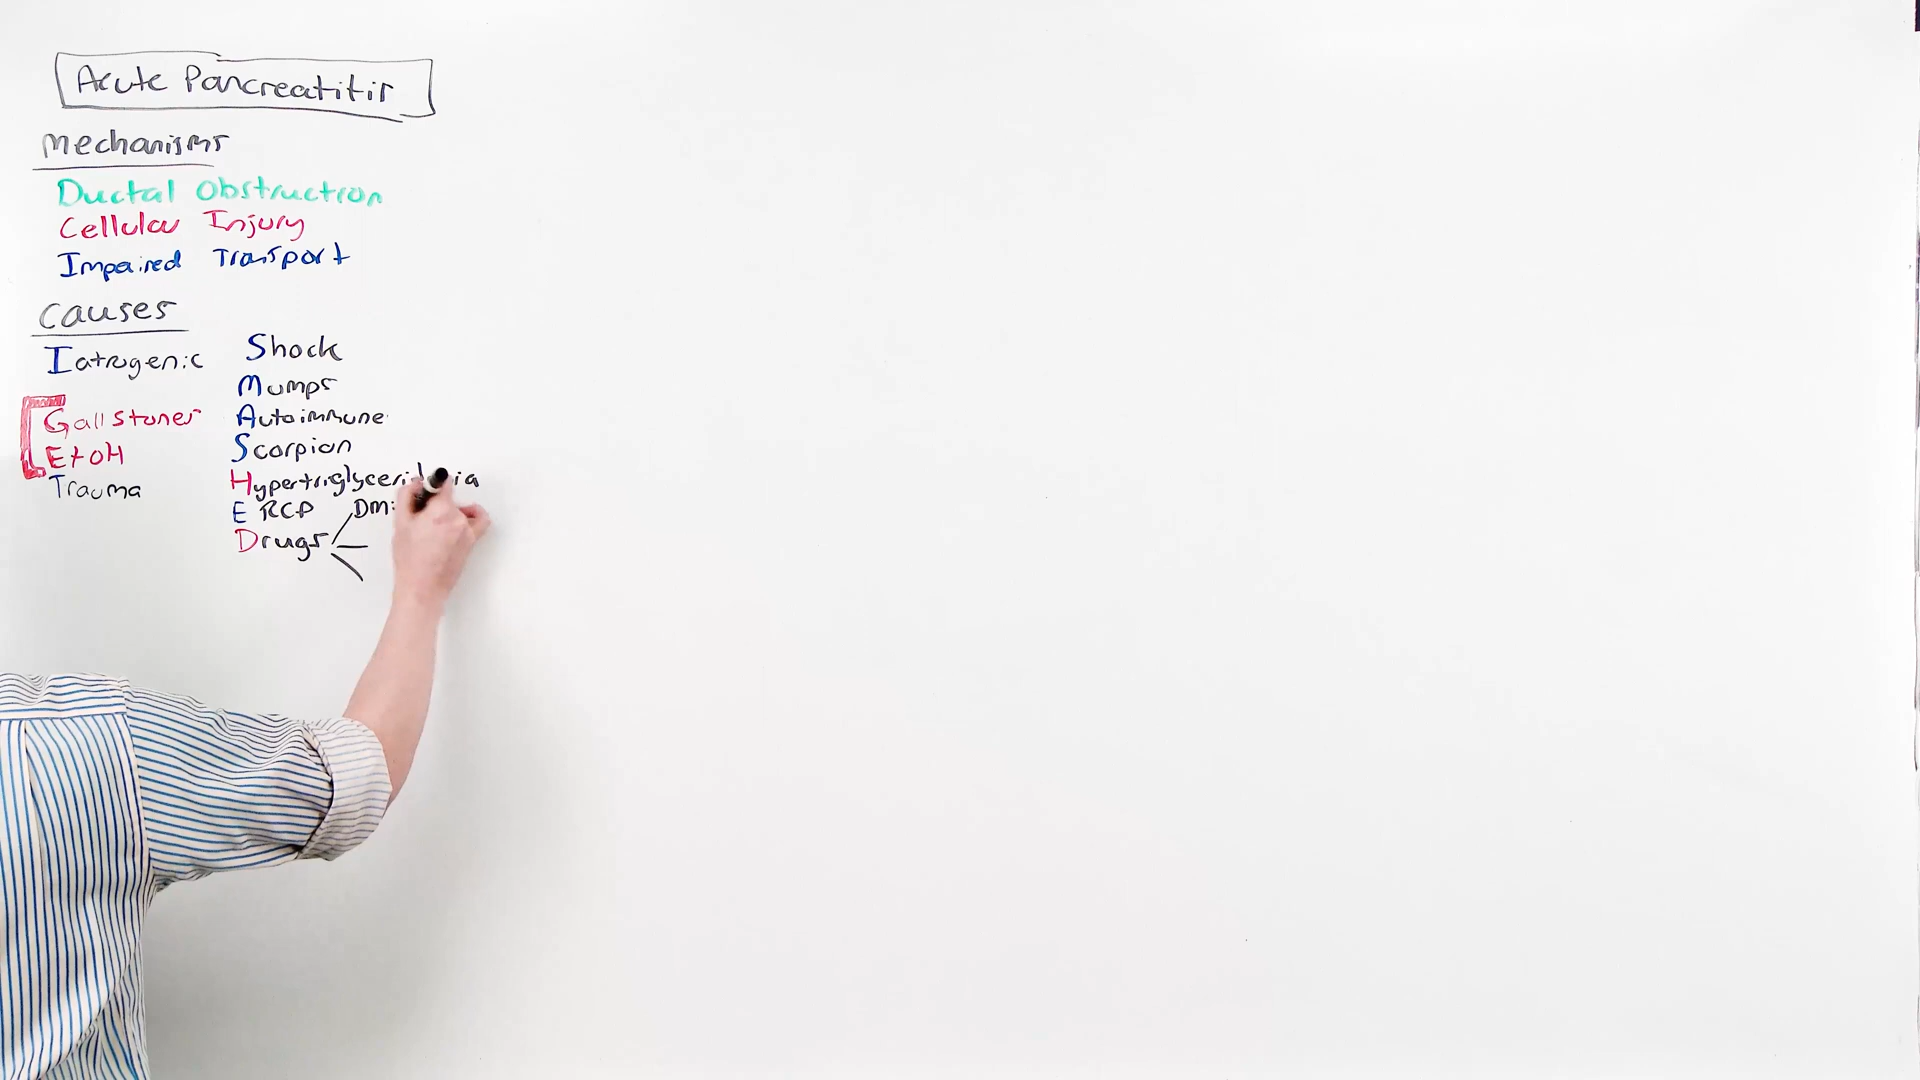 Acute Pancreatitis
Mechanisms
Ductal Obstruction
Cellular Injury
Impaired Transport
Causes
Iatrogenic
Gallstones
EtOH
Trauma
Shock
Mumps
Autoimmune
Scorpion
ERCP
Drugs
DM: